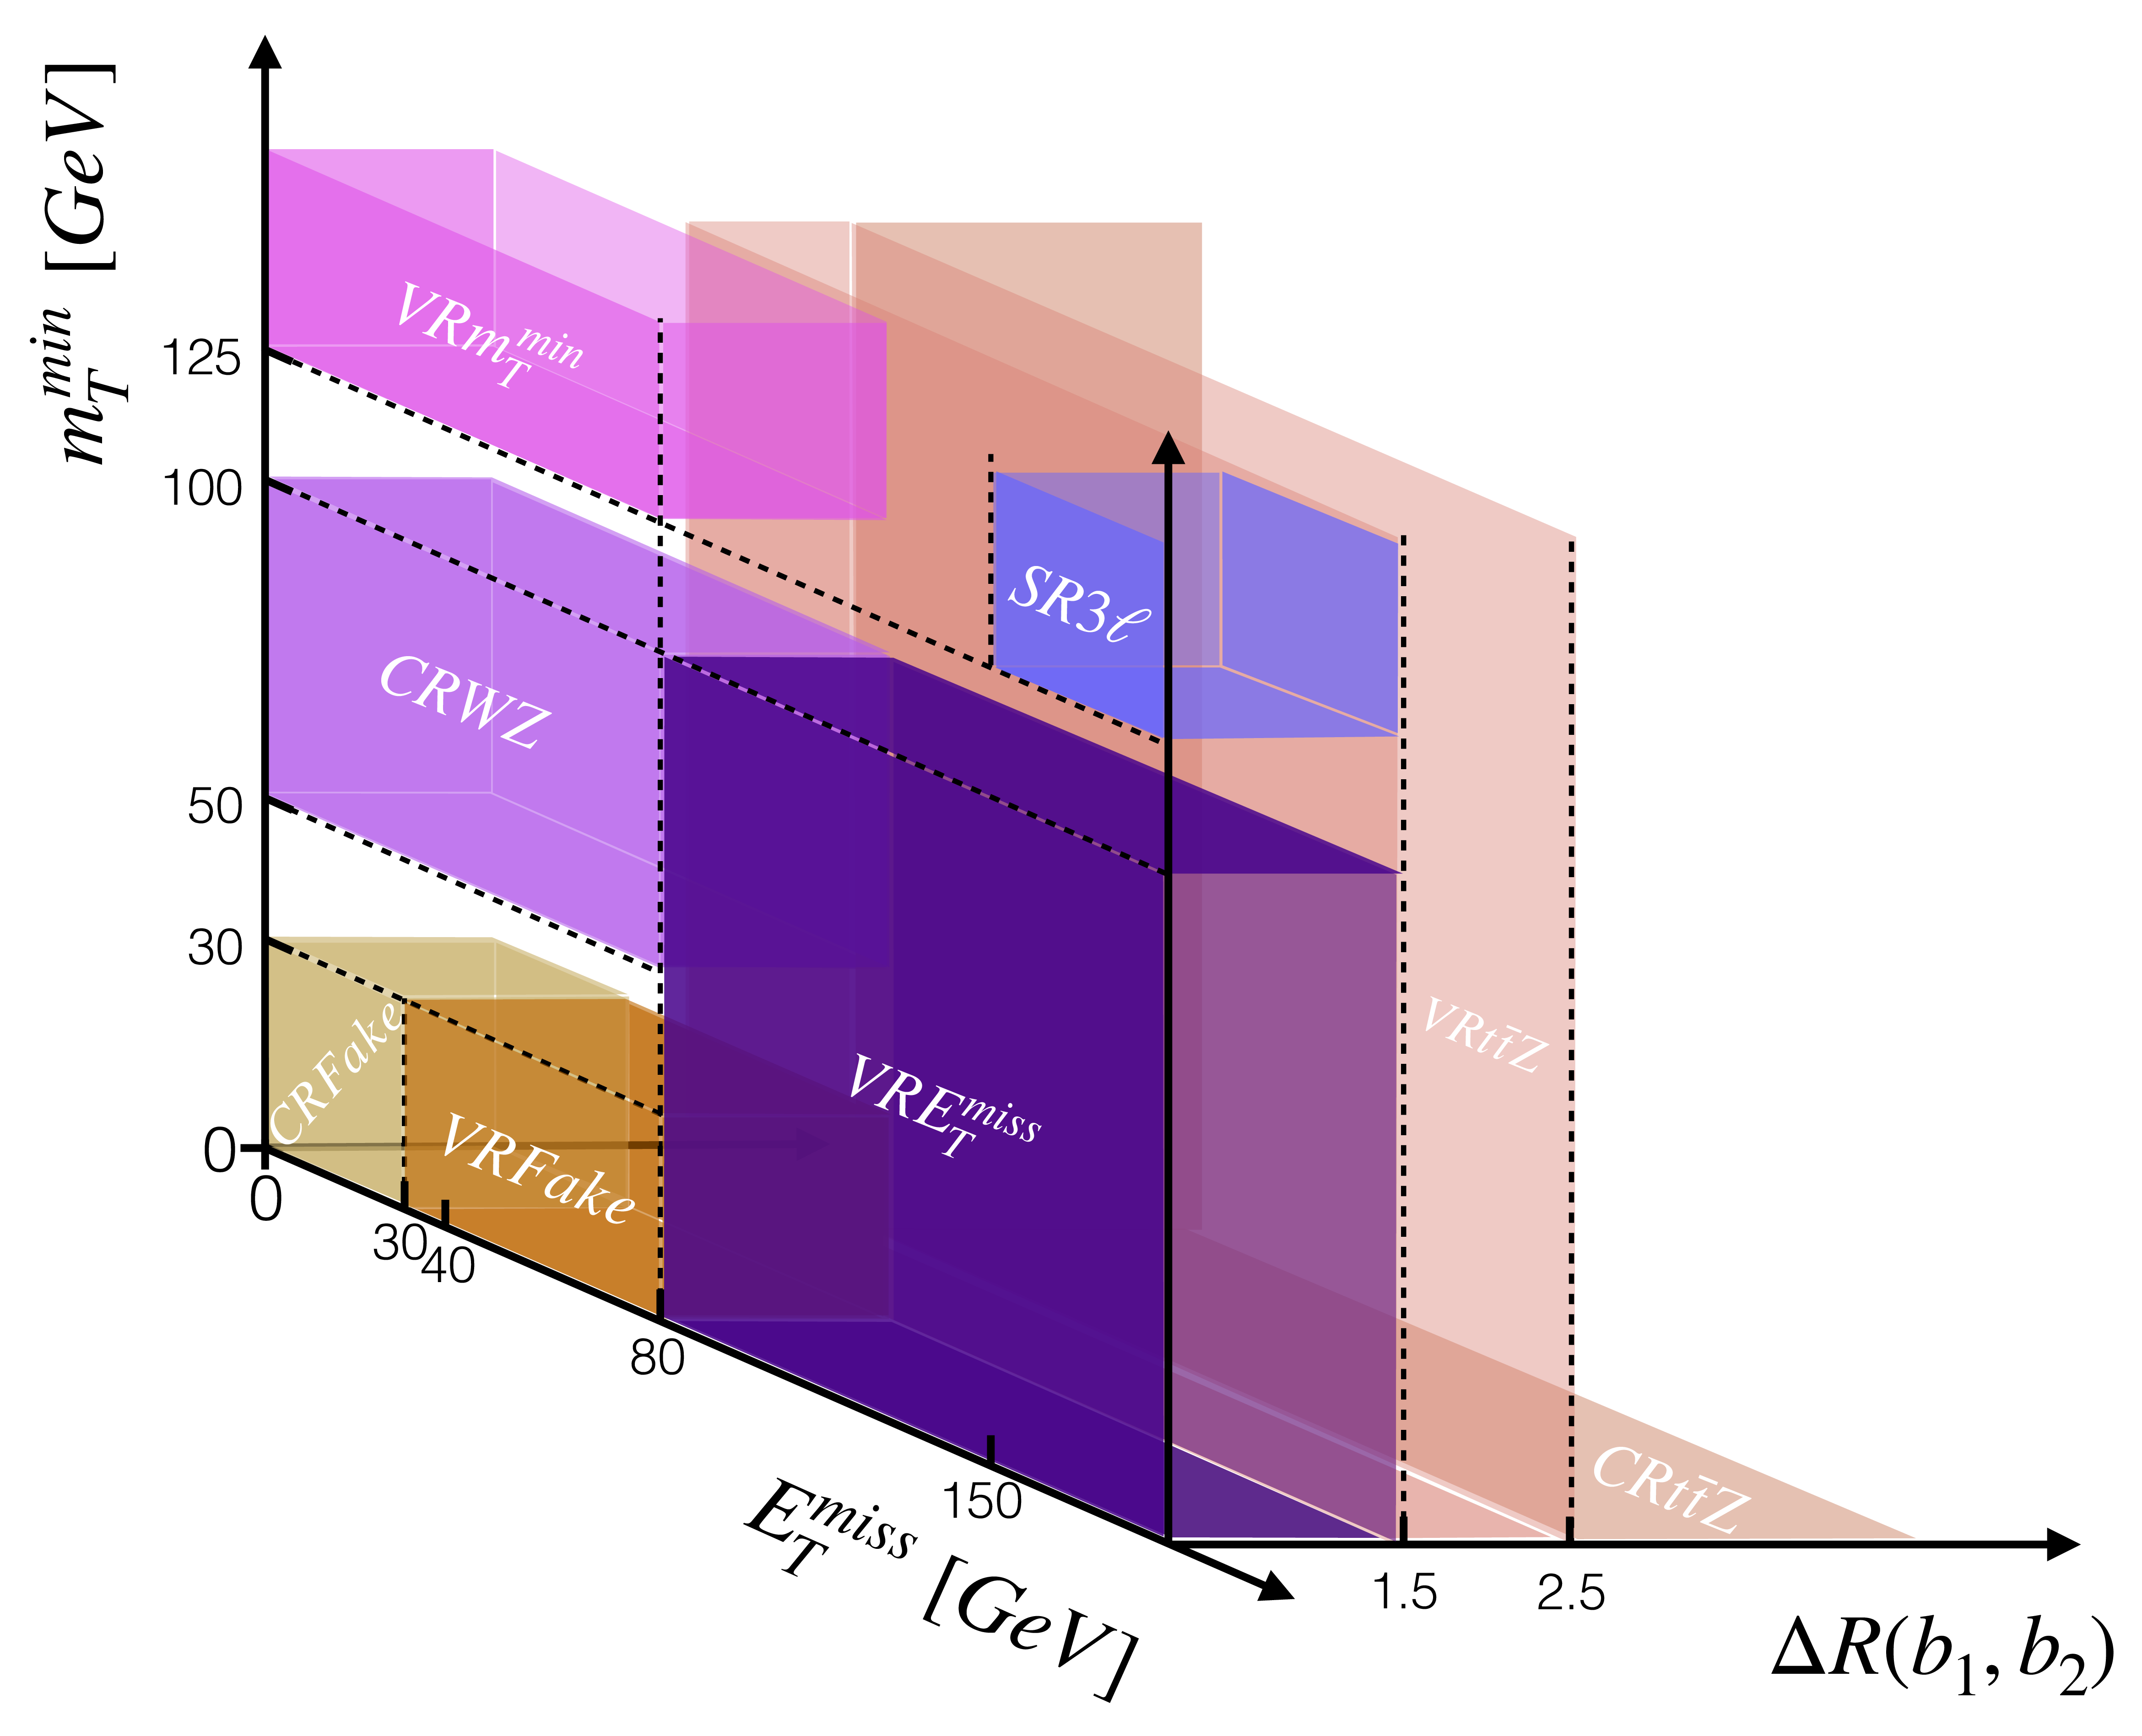 m_T^{min} [GeV]
125
100
50
30
0
0
30
40
80
150
E_T^{miss} [GeV]
1.5
2.5
ΔR(b_1, b_2)
VRm_T^{min}
SR3ℓ
CRWZ
CRFake
VRFake
VRE_T^{miss}
VRtt̄Z
CRtt̄Z